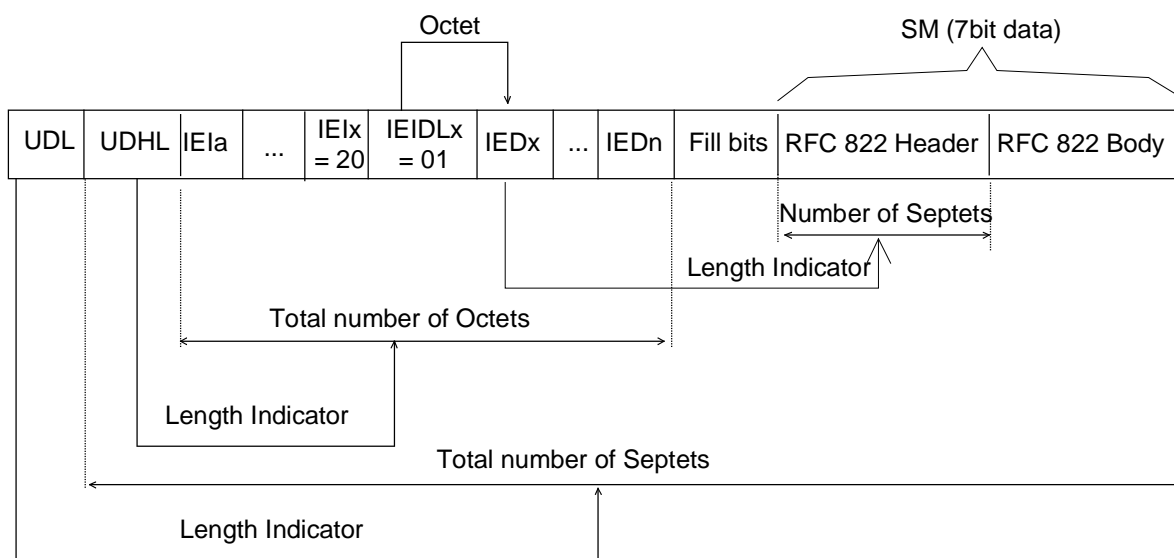 Octet
SM (7bit data)
UDL UDHL IEIa ... IEIx = 20 IEIDLx = 01 IEDx ... IEDn Fill bits RFC 822 Header RFC 822 Body
Number of Septets
Length Indicator
Total number of Octets
Length Indicator
Total number of Septets
Length Indicator